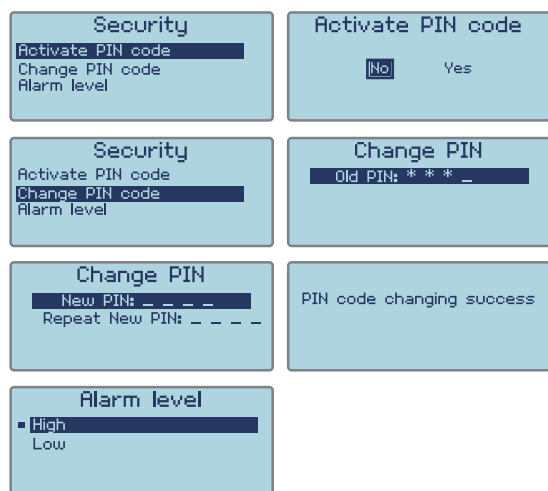 Security
Activate PIN code
Change PIN code
Alarm level
Activate PIN code
No Yes
Security
Activate PIN code
Change PIN code
Alarm level
Change PIN
Old PIN: * * * _
Change PIN
New PIN: _ _ _ _
Repeat New PIN: _ _ _ _
PIN code changing success
Alarm level
High
Low